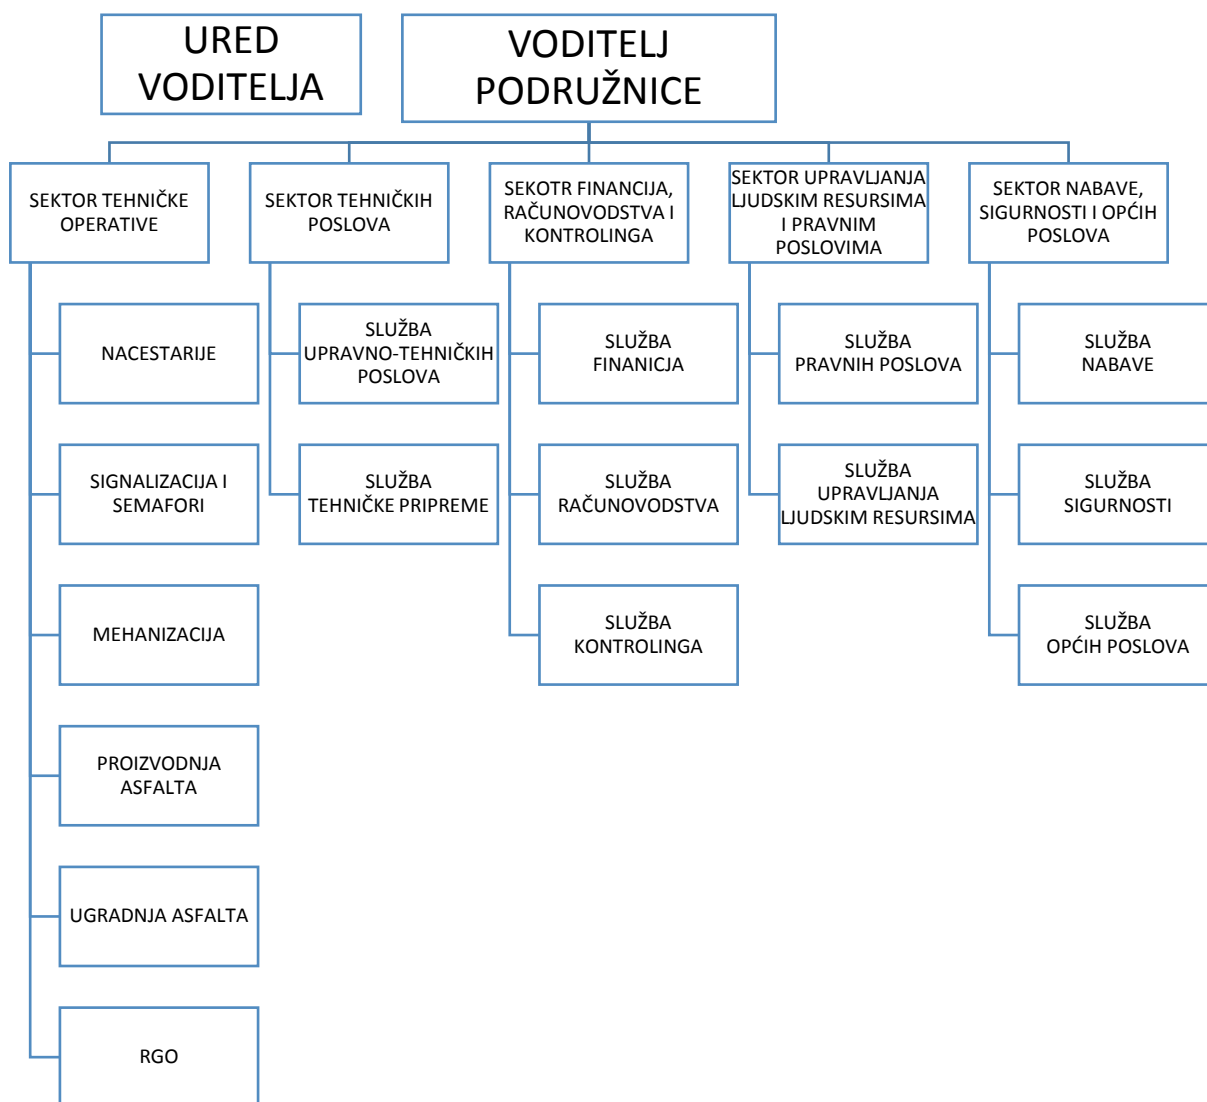 URED
VODITELJA
VODITELJ
PODRUŽNICE
SEKTOR TEHNIČKE
OPERATIVE
SEKTOR TEHNIČKIH
POSLOVA
SEKOTR FINANCIJA,
RAČUNOVODSTVA I
KONTROLINGA
SEKTOR UPRAVLJANJA
LJUDSKIM RESURSIMA
I PRAVNIM
POSLOVIMA
SEKTOR NABAVE,
SIGURNOSTI I OPĆIH
POSLOVA
NACESTARIJE
SIGNALIZACIJA I
SEMAFORI
MEHANIZACIJA
PROIZVODNJA
ASFALTA
UGRADNJA ASFALTA
RGO
SLUŽBA
UPRAVNO-TEHNIČKIH
POSLOVA
SLUŽBA
TEHNIČKE PRIPREME
SLUŽBA
FINANICJA
SLUŽBA
RAČUNOVODSTVA
SLUŽBA
KONTROLINGA
SLUŽBA
PRAVNIH POSLOVA
SLUŽBA
UPRAVLJANJA
LJUDSKIM RESURSIMA
SLUŽBA
NABAVE
SLUŽBA
SIGURNOSTI
SLUŽBA
OPĆIH POSLOVA